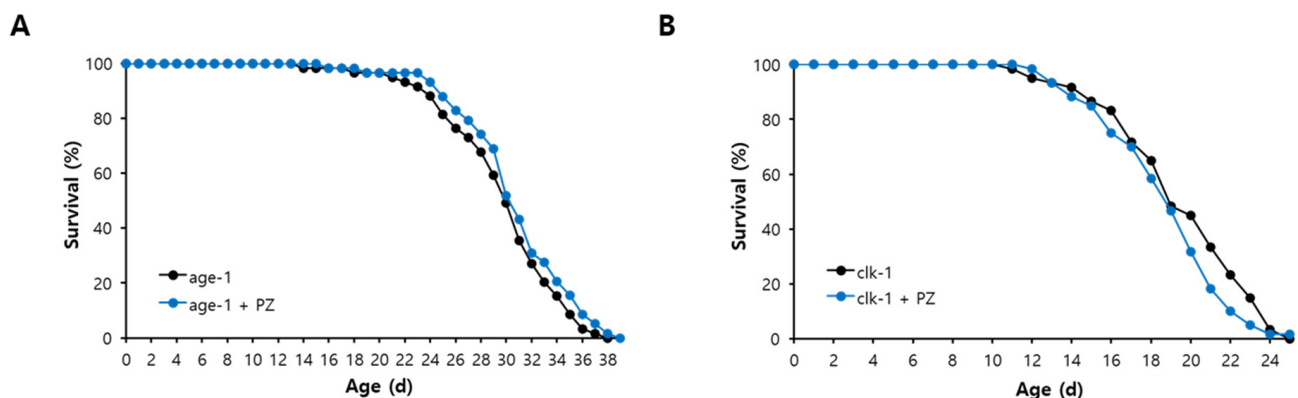 A
B
Survival (%)
100
80
60
40
20
0
age-1
age-1 + PZ
0 2 4 6 8 10 12 14 16 18 20 22 24 26 28 30 32 34 36 38
Age (d)
Survival (%)
100
80
60
40
20
0
clk-1
clk-1 + PZ
0 2 4 6 8 10 12 14 16 18 20 22 24
Age (d)